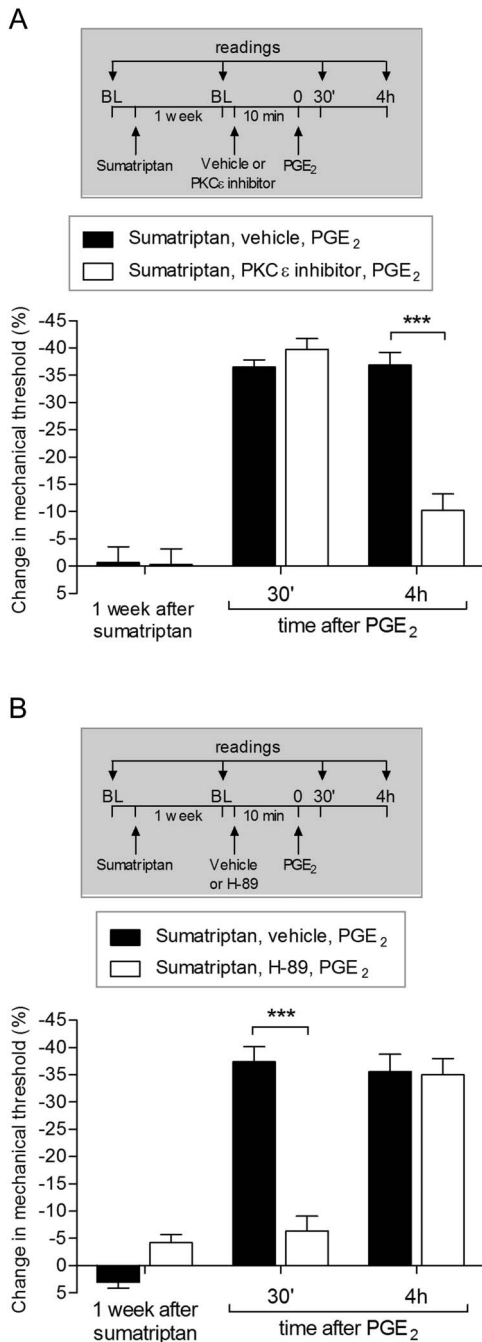 A
readings
BL BL 0 30' 4h
1 week 10 min
Sumatriptan Vehicle or PGE₂
PKCε inhibitor
Sumatriptan, vehicle, PGE₂
Sumatriptan, PKCε inhibitor, PGE₂
Change in mechanical threshold (%)
-45
-40
-35
-30
-25
-20
-15
-10
-5
0
5
***
30' 4h
1 week after
sumatriptan
time after PGE₂
B
readings
BL BL 0 30' 4h
1 week 10 min
Sumatriptan Vehicle PGE₂
or H-89
Sumatriptan, vehicle, PGE₂
Sumatriptan, H-89, PGE₂
Change in mechanical threshold (%)
-45
-40
-35
-30
-25
-20
-15
-10
-5
0
5
***
30' 4h
1 week after
sumatriptan
time after PGE₂